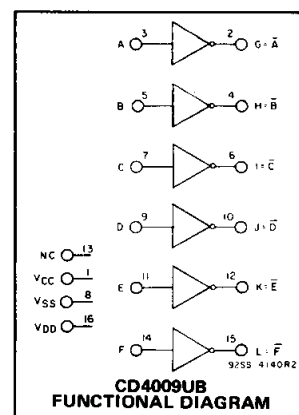 A 3 2 G=A̅
B 5 4 H=B̅
C 7 6 I=C̅
D 9 10 J=D̅
NC 13
VCC 1
E 11 12 K=E̅
VSS 8
VDD 16
F 14 15 L=F̅
92SS 4140R2
CD4009UB
FUNCTIONAL DIAGRAM